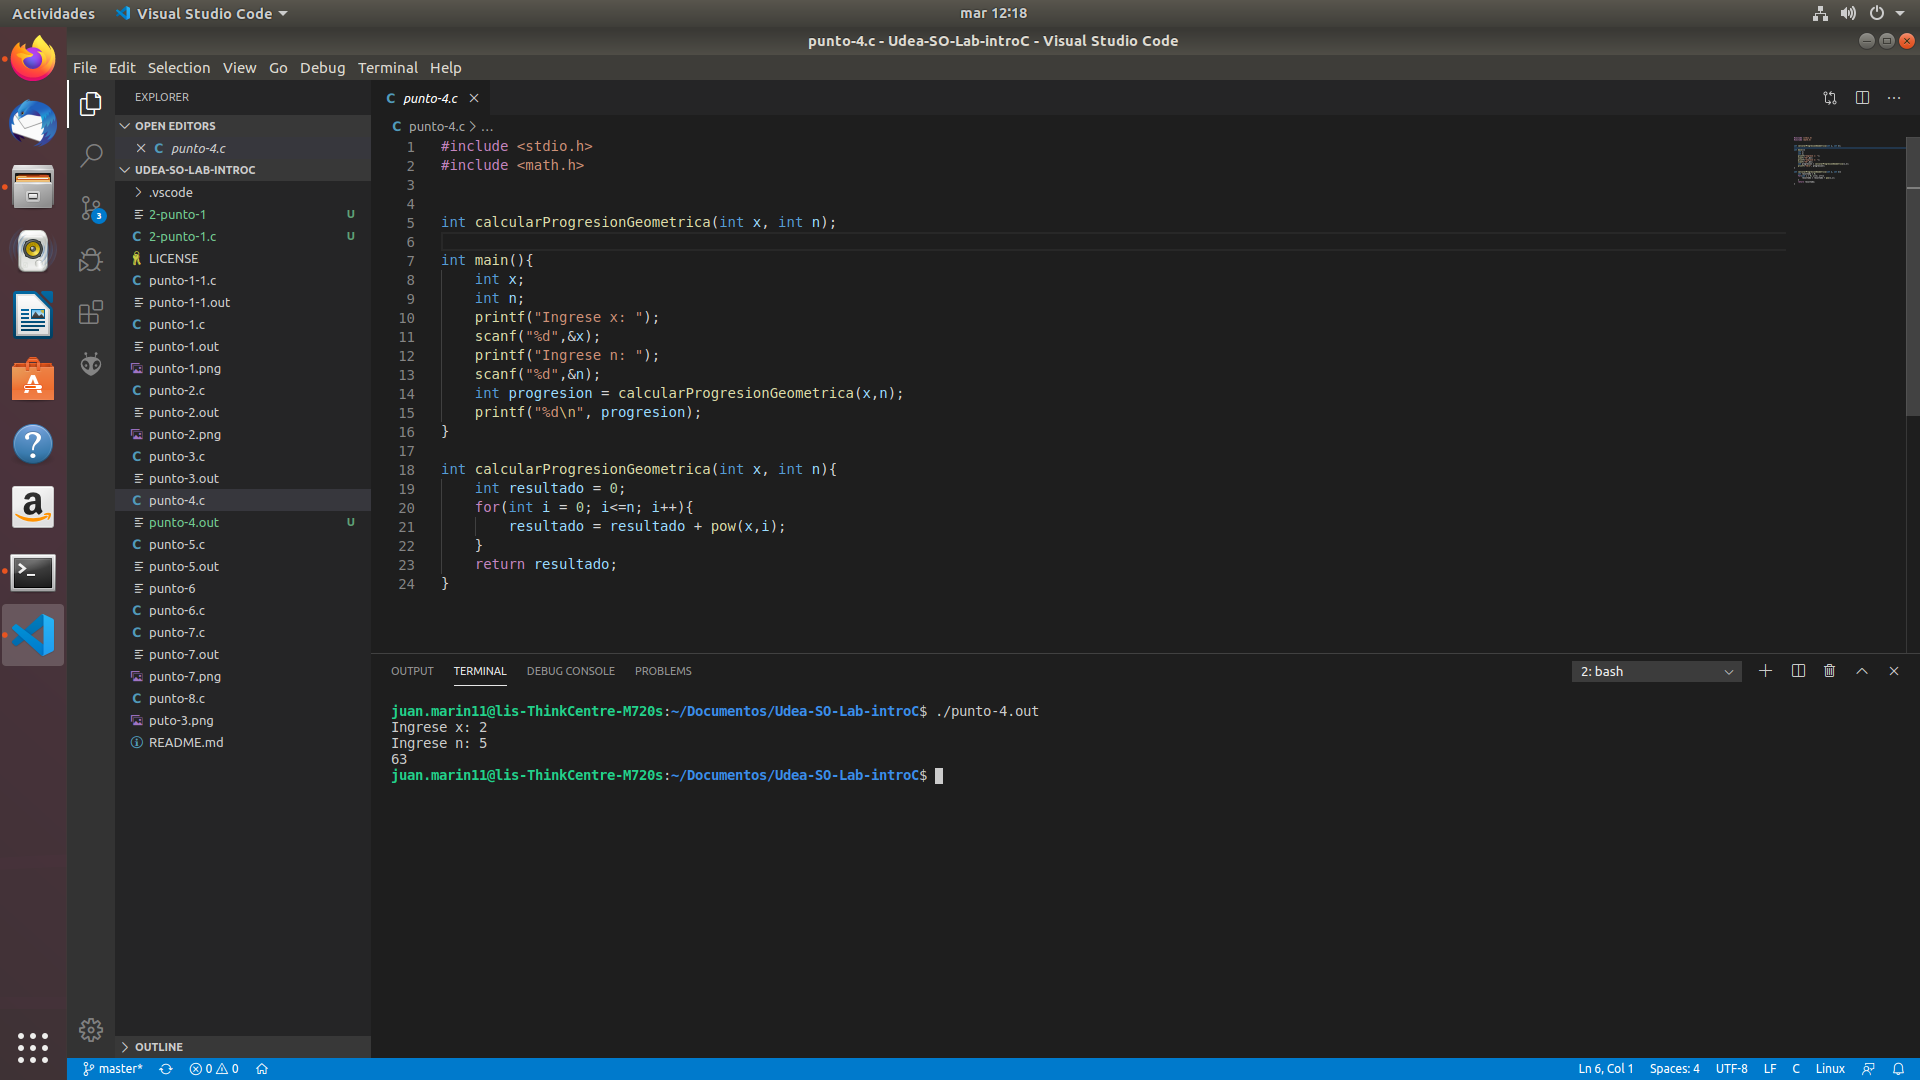 Actividades
Visual Studio Code
mar 12:18
punto-4.c - Udea-SO-Lab-introC - Visual Studio Code
File Edit Selection View Go Debug Terminal Help
EXPLORER
OPEN EDITORS
punto-4.c
UDEA-SO-LAB-INTROC
.vscode
2-punto-1 U
2-punto-1.c U
LICENSE
punto-1-1.c
punto-1-1.out
punto-1.c
punto-1.out
punto-1.png
punto-2.c
punto-2.out
punto-2.png
punto-3.c
punto-3.out
punto-4.c
punto-4.out U
punto-5.c
punto-5.out
punto-6
punto-6.c
punto-7.c
punto-7.out
punto-7.png
punto-8.c
puto-3.png
README.md
OUTLINE
3
C punto-4.c
C punto-4.c > ...
1 #include <stdio.h>
2 #include <math.h>
3
4
5 int calcularProgresionGeometrica(int x, int n);
6
7 int main(){
8 int x;
9 int n;
10 printf("Ingrese x: ");
11 scanf("%d",&x);
12 printf("Ingrese n: ");
13 scanf("%d",&n);
14 int progresion = calcularProgresionGeometrica(x,n);
15 printf("%d\n", progresion);
16 }
17
18 int calcularProgresionGeometrica(int x, int n){
19 int resultado = 0;
20 for(int i = 0; i<=n; i++){
21 resultado = resultado + pow(x,i);
22 }
23 return resultado;
24 }
OUTPUT TERMINAL DEBUG CONSOLE PROBLEMS
2: bash
juan.marin11@lis-ThinkCentre-M720s:~/Documentos/Udea-SO-Lab-introC$ ./punto-4.out
Ingrese x: 2
Ingrese n: 5
63
juan.marin11@lis-ThinkCentre-M720s:~/Documentos/Udea-SO-Lab-introC$
master* 0 0
Ln 6, Col 1 Spaces: 4 UTF-8 LF C Linux